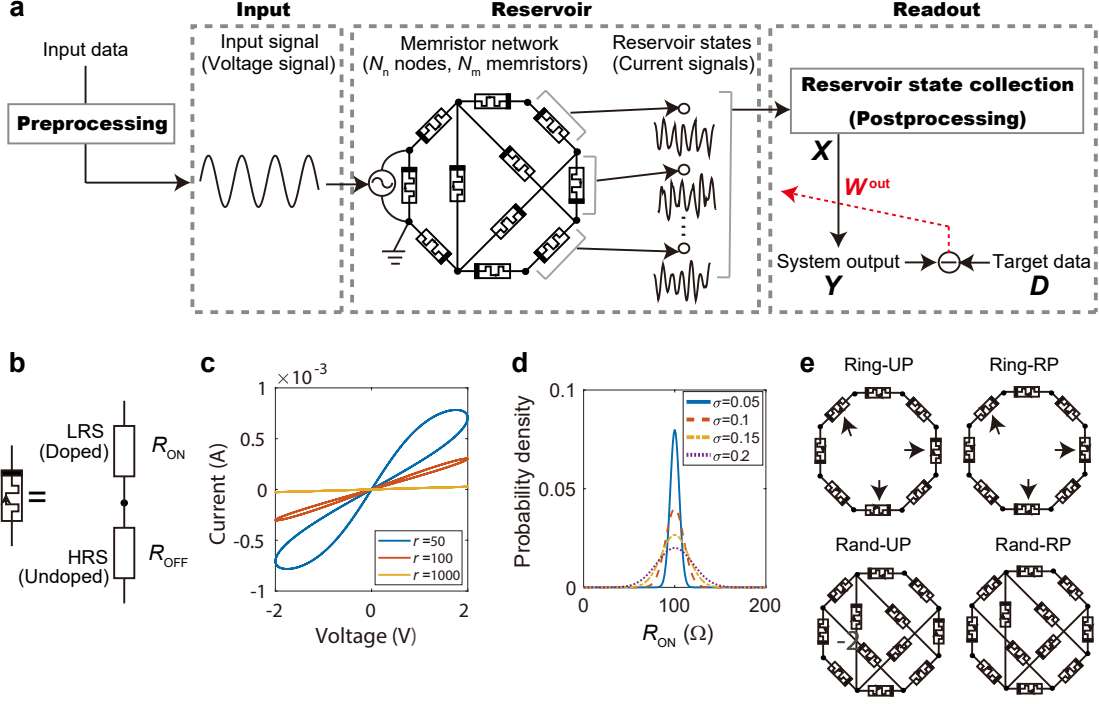 a
Input
Reservoir
Readout
Input data
Preprocessing
Input signal
(Voltage signal)
Memristor network
(Nn nodes, Nm memristors)
Reservoir states
(Current signals)
Reservoir state collection
(Postprocessing)
X
Wout
System output
Target data
Y
D
b
LRS
(Doped)
RON
=
HRS
(Undoped)
ROFF
c
×10-3
1
0.5
0
-0.5
-1
-2
0
2
Current (A)
Voltage (V)
r=50
r=100
r=1000
d
0.1
0.05
0
0
100
200
Probability density
RON (Ω)
σ=0.05
σ=0.1
σ=0.15
σ=0.2
e
Ring-UP
Ring-RP
Rand-UP
Rand-RP
-2